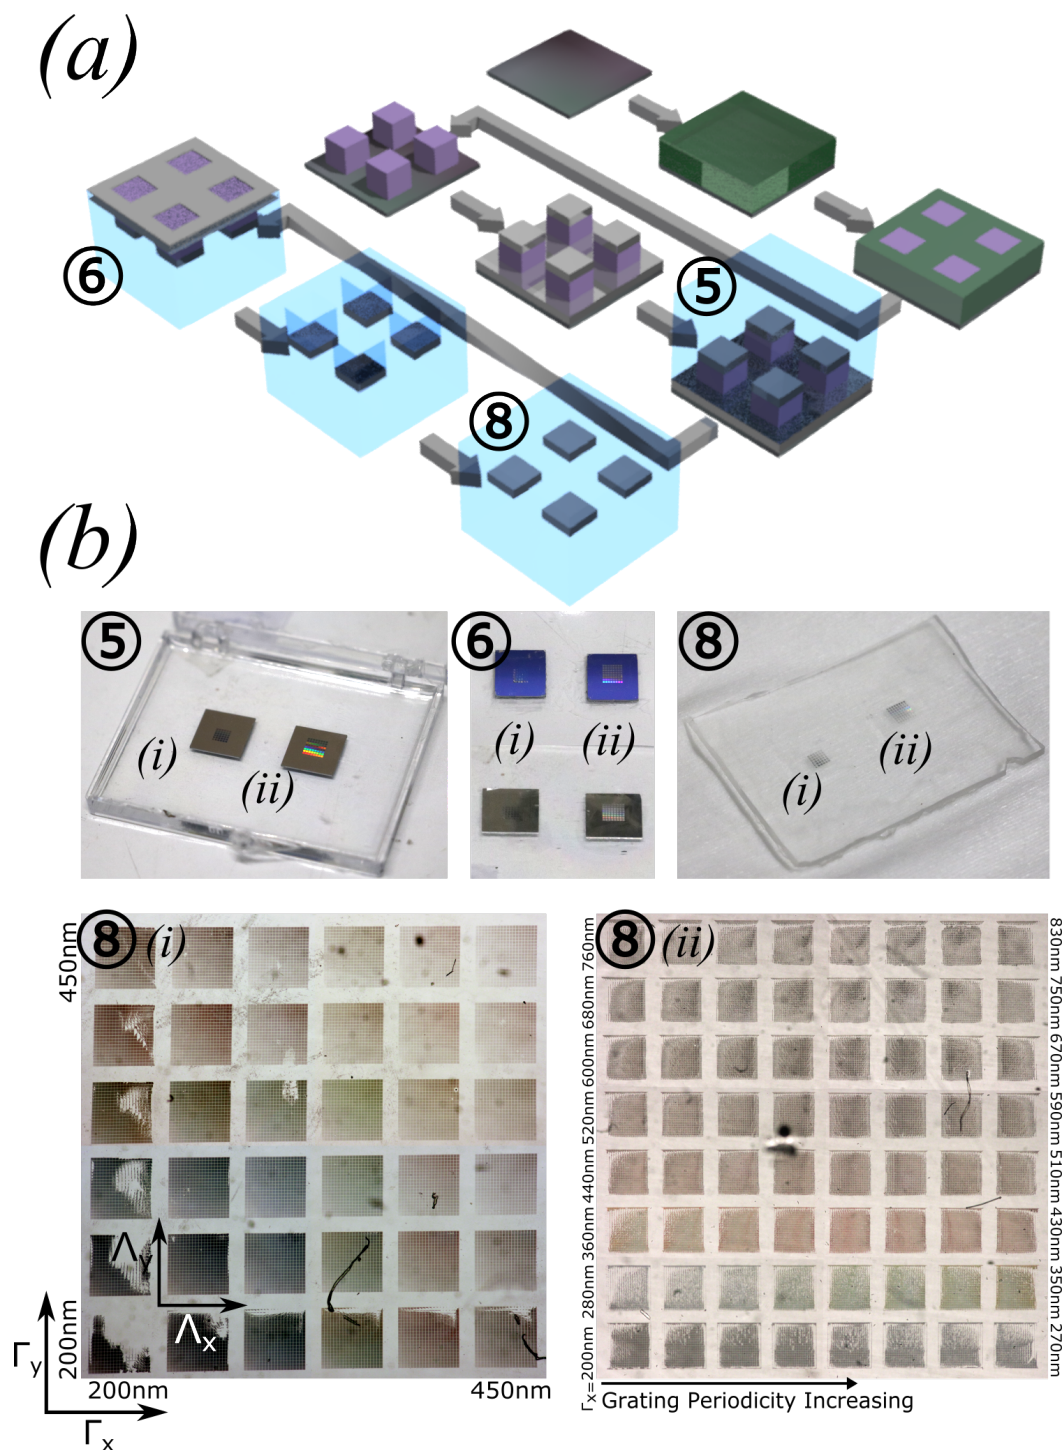 (a)
⑥
⑤
⑧
(b)
⑤
(i)
(ii)
⑥
(i)
(ii)
⑧
(i)
(ii)
⑧ (i)
450nm
200nm
Λy
Λx
Γy
200nm
450nm
Γx
⑧ (ii)
760nm
680nm
600nm
520nm
440nm
360nm
280nm
Γx=200nm
830nm
750nm
670nm
590nm
510nm
430nm
350nm
270nm
Grating Periodicity Increasing